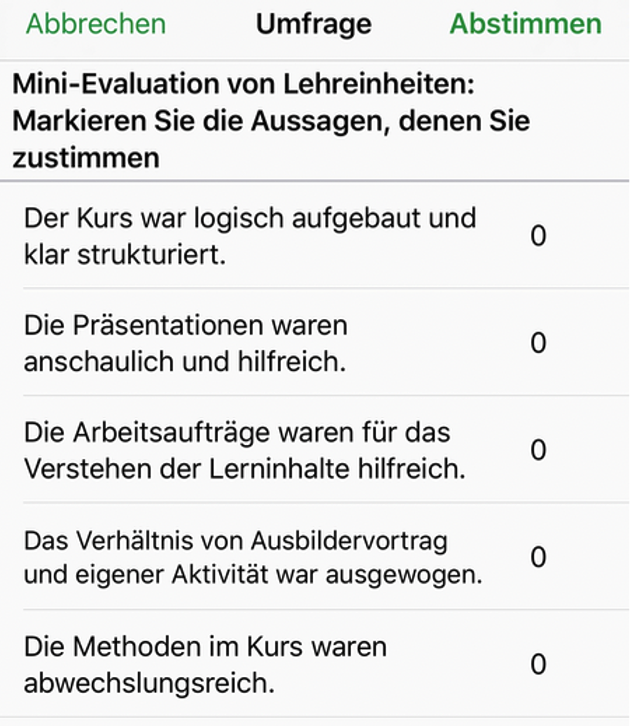 Abbrechen Umfrage Abstimmen
Mini-Evaluation von Lehreinheiten:
Markieren Sie die Aussagen, denen Sie
zustimmen
Der Kurs war logisch aufgebaut und
klar strukturiert.
0
Die Präsentationen waren
anschaulich und hilfreich.
0
Die Arbeitsaufträge waren für das
Verstehen der Lerninhalte hilfreich.
0
Das Verhältnis von Ausbildervortrag
und eigener Aktivität war ausgewogen.
0
Die Methoden im Kurs waren
abwechslungsreich.
0